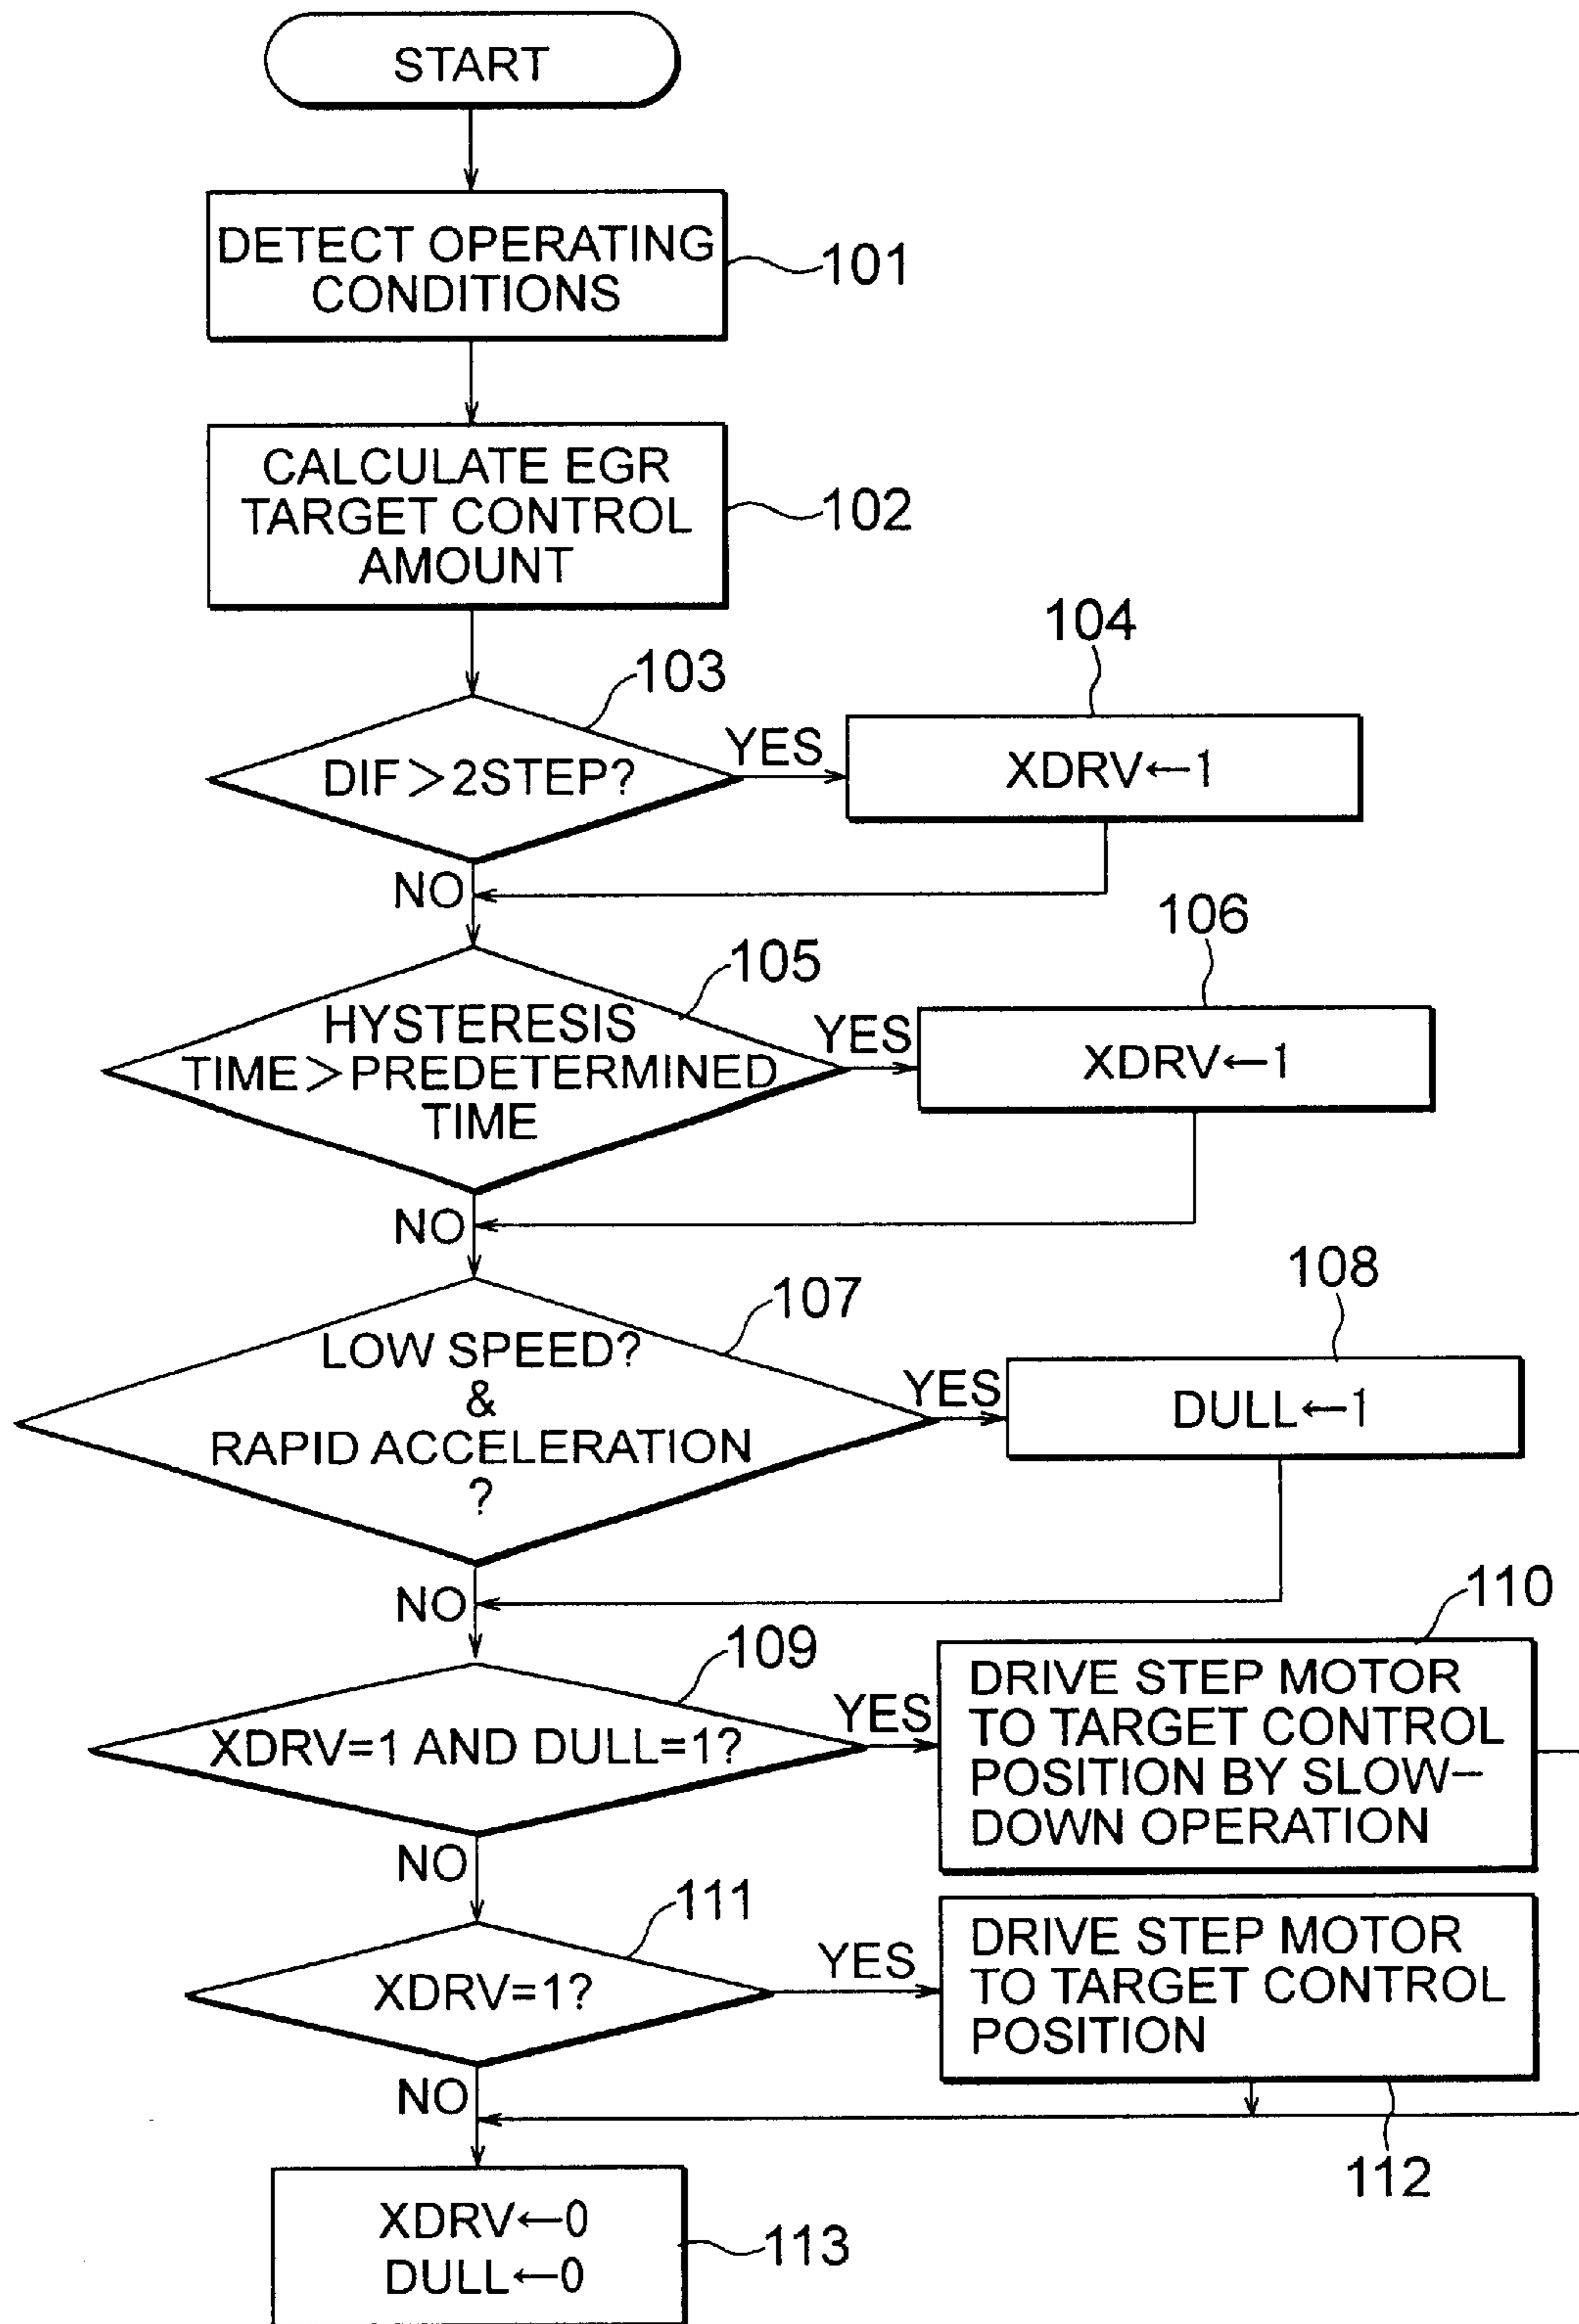 START
DETECT OPERATING
CONDITIONS
101
CALCULATE EGR
TARGET CONTROL
AMOUNT
102
103
DIF>2STEP?
YES
104
XDRV←1
NO
105
HYSTERESIS
TIME>PREDETERMINED
TIME
YES
106
XDRV←1
NO
107
LOW SPEED?
&
RAPID ACCELERATION
?
YES
108
DULL←1
NO
109
XDRV=1 AND DULL=1?
YES
110
DRIVE STEP MOTOR
TO TARGET CONTROL
POSITION BY SLOW-
DOWN OPERATION
NO
111
XDRV=1?
YES
DRIVE STEP MOTOR
TO TARGET CONTROL
POSITION
112
NO
XDRV←0
DULL←0
113